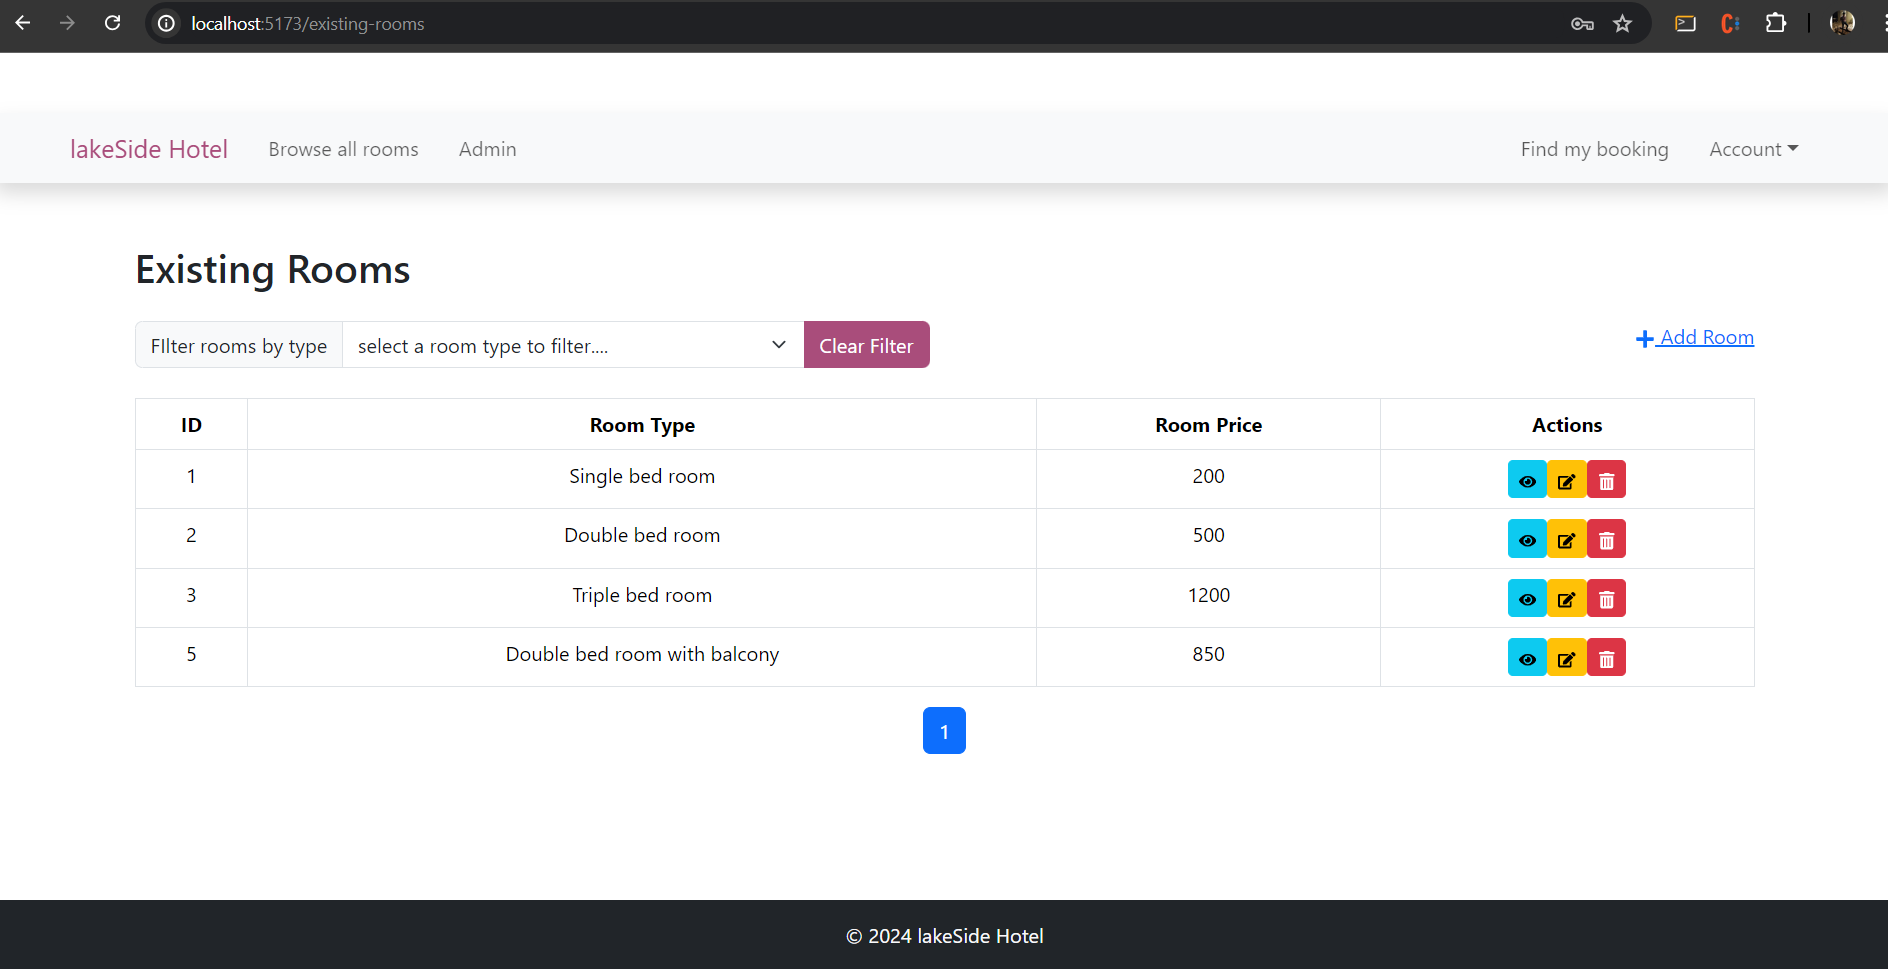 localhost:5173/existing-rooms
lakeSide Hotel Browse all rooms Admin Find my booking Account
Existing Rooms
FIlter rooms by type select a room type to filter.... Clear Filter Add Room
ID Room Type Room Price Actions
1 Single bed room 200
2 Double bed room 500
3 Triple bed room 1200
5 Double bed room with balcony 850
1
© 2024 lakeSide Hotel